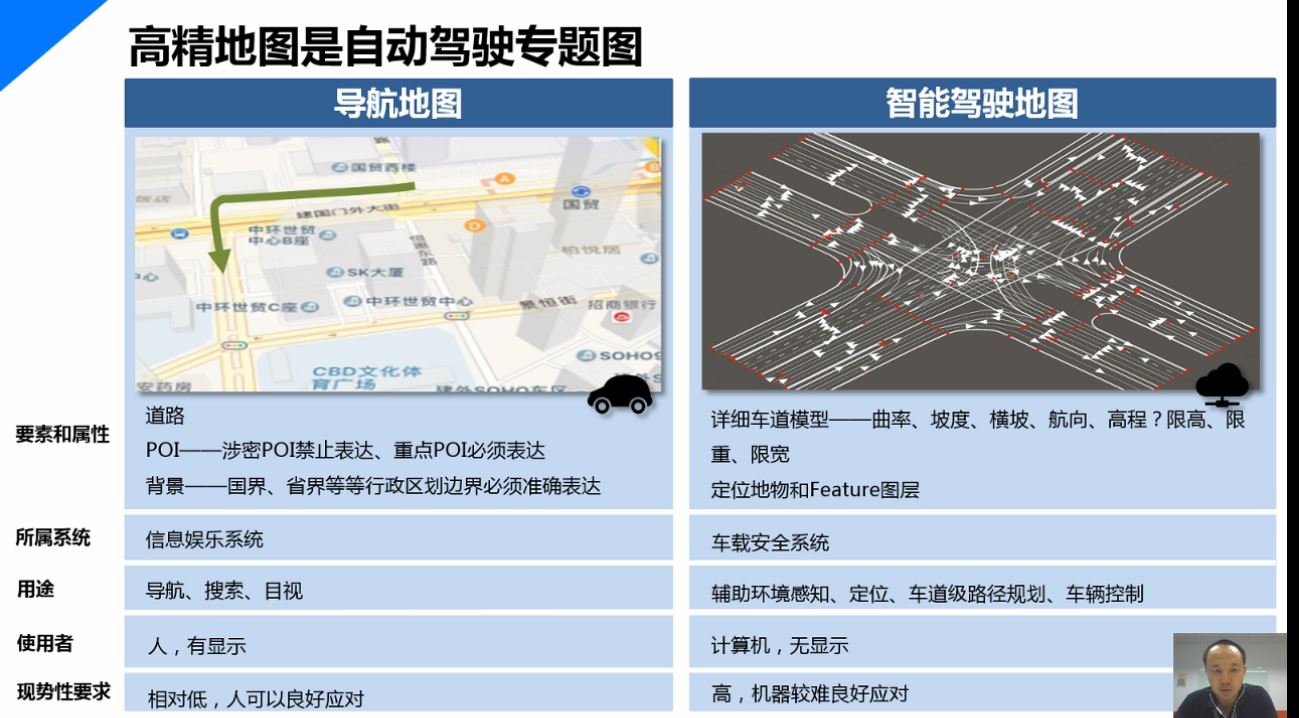 高精地图是自动驾驶专题图
导航地图
智能驾驶地图
国贸西楼
A
B
饭店
建国门外大街
国贸
中环世贸
中心B座
D
恒惠东路
柏悦居
中心
SK大厦
中环世贸C座
中环世贸中心
景恒街
招商银行
CBD文化体
育广场
SOHO
安药房
建外SOHO东区
要素和属性
道路
POI——涉密POI禁止表达、重点POI必须表达
背景——国界、省界等等行政区划边界必须准确表达
详细车道模型——曲率、坡度、横坡、航向、高程？限高、限
重、限宽
定位地物和Feature图层
所属系统
信息娱乐系统
车载安全系统
用途
导航、搜索、目视
辅助环境感知、定位、车道级路径规划、车辆控制
使用者
人，有显示
计算机，无显示
现势性要求
相对低，人可以良好应对
高，机器较难良好应对